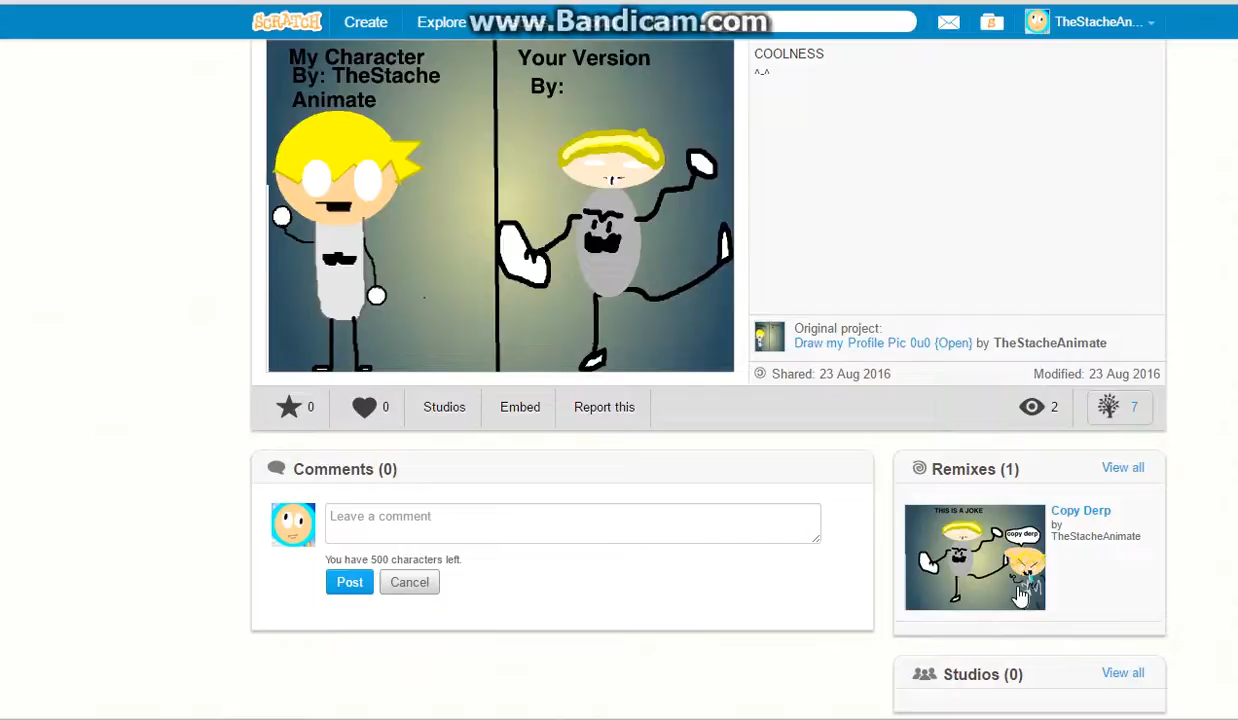 SCRATCH
Create
Explore
www.Bandicam.com
TheStacheAn...
My Character
By: TheStache
Animate
Your Version
By:
COOLNESS
^-^
Original project:
Draw my Profile Pic 0u0 {Open} by TheStacheAnimate
Shared: 23 Aug 2016
Modified: 23 Aug 2016
0
0
Studios
Embed
Report this
2
7
Comments (0)
Leave a comment
You have 500 characters left.
Post
Cancel
Remixes (1)
View all
THIS IS A JOKE
copy derp
Copy Derp
by
TheStacheAnimate
Studios (0)
View all